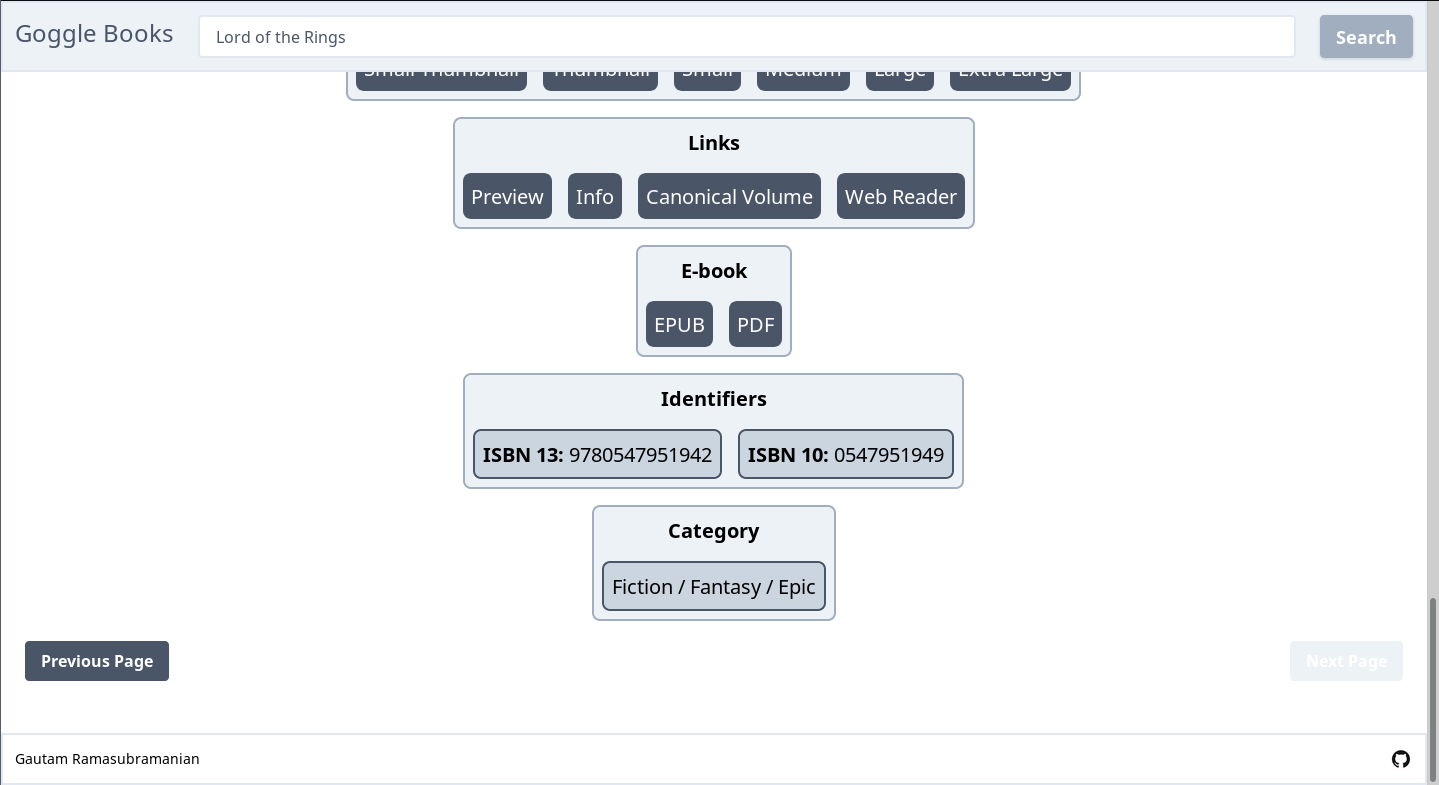 Goggle Books
Lord of the Rings
Search
Small Thumbnail Thumbnail Small Medium Large Extra Large
Links
Preview Info Canonical Volume Web Reader
E-book
EPUB PDF
Identifiers
ISBN 13: 9780547951942 ISBN 10: 0547951949
Category
Fiction / Fantasy / Epic
Previous Page Next Page
Gautam Ramasubramanian